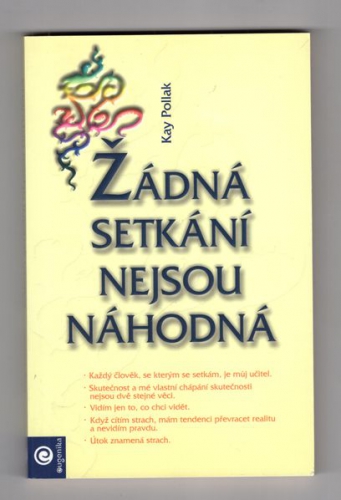 Kay Pollak
ŽÁDNÁ
SETKÁNÍ
NEJSOU
NÁHODNÁ
· Každý člověk, se kterým se setkám, je můj učitel.
· Skutečnost a mé vlastní chápání skutečnosti
nejsou dvě stejné věci.
· Vidím jen to, co chci vidět.
· Když cítím strach, mám tendenci převracet realitu
a nevidím pravdu.
· Útok znamená strach.
eugenika